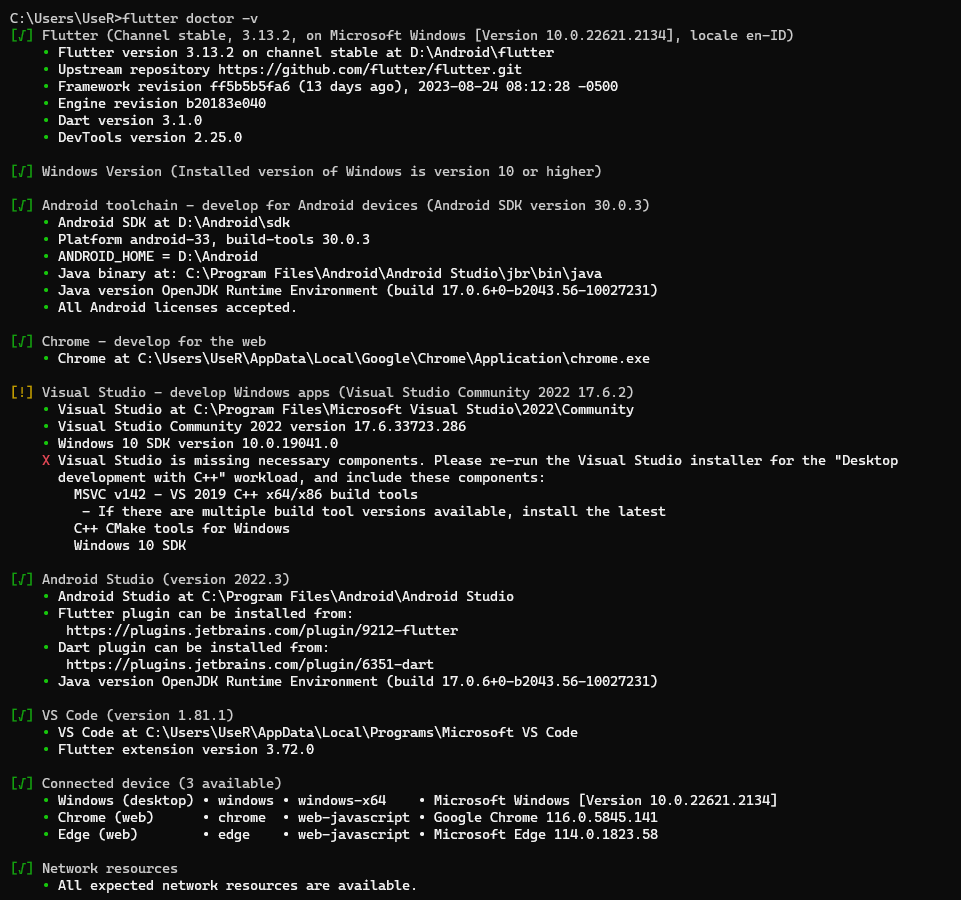 C:\Users\UseR>flutter doctor -v
[√] Flutter (Channel stable, 3.13.2, on Microsoft Windows [Version 10.0.22621.2134], locale en-ID)
• Flutter version 3.13.2 on channel stable at D:\Android\flutter
• Upstream repository https://github.com/flutter/flutter.git
• Framework revision ff5b5b5fa6 (13 days ago), 2023-08-24 08:12:28 -0500
• Engine revision b20183e040
• Dart version 3.1.0
• DevTools version 2.25.0
[√] Windows Version (Installed version of Windows is version 10 or higher)
[√] Android toolchain - develop for Android devices (Android SDK version 30.0.3)
• Android SDK at D:\Android\sdk
• Platform android-33, build-tools 30.0.3
• ANDROID_HOME = D:\Android
• Java binary at: C:\Program Files\Android\Android Studio\jbr\bin\java
• Java version OpenJDK Runtime Environment (build 17.0.6+0-b2043.56-10027231)
• All Android licenses accepted.
[√] Chrome - develop for the web
• Chrome at C:\Users\UseR\AppData\Local\Google\Chrome\Application\chrome.exe
[!] Visual Studio - develop Windows apps (Visual Studio Community 2022 17.6.2)
• Visual Studio at C:\Program Files\Microsoft Visual Studio\2022\Community
• Visual Studio Community 2022 version 17.6.33723.286
• Windows 10 SDK version 10.0.19041.0
X Visual Studio is missing necessary components. Please re-run the Visual Studio installer for the "Desktop
development with C++" workload, and include these components:
MSVC v142 - VS 2019 C++ x64/x86 build tools
- If there are multiple build tool versions available, install the latest
C++ CMake tools for Windows
Windows 10 SDK
[√] Android Studio (version 2022.3)
• Android Studio at C:\Program Files\Android\Android Studio
• Flutter plugin can be installed from:
https://plugins.jetbrains.com/plugin/9212-flutter
• Dart plugin can be installed from:
https://plugins.jetbrains.com/plugin/6351-dart
• Java version OpenJDK Runtime Environment (build 17.0.6+0-b2043.56-10027231)
[√] VS Code (version 1.81.1)
• VS Code at C:\Users\UseR\AppData\Local\Programs\Microsoft VS Code
• Flutter extension version 3.72.0
[√] Connected device (3 available)
• Windows (desktop) • windows • windows-x64 • Microsoft Windows [Version 10.0.22621.2134]
• Chrome (web) • chrome • web-javascript • Google Chrome 116.0.5845.141
• Edge (web) • edge • web-javascript • Microsoft Edge 114.0.1823.58
[√] Network resources
• All expected network resources are available.